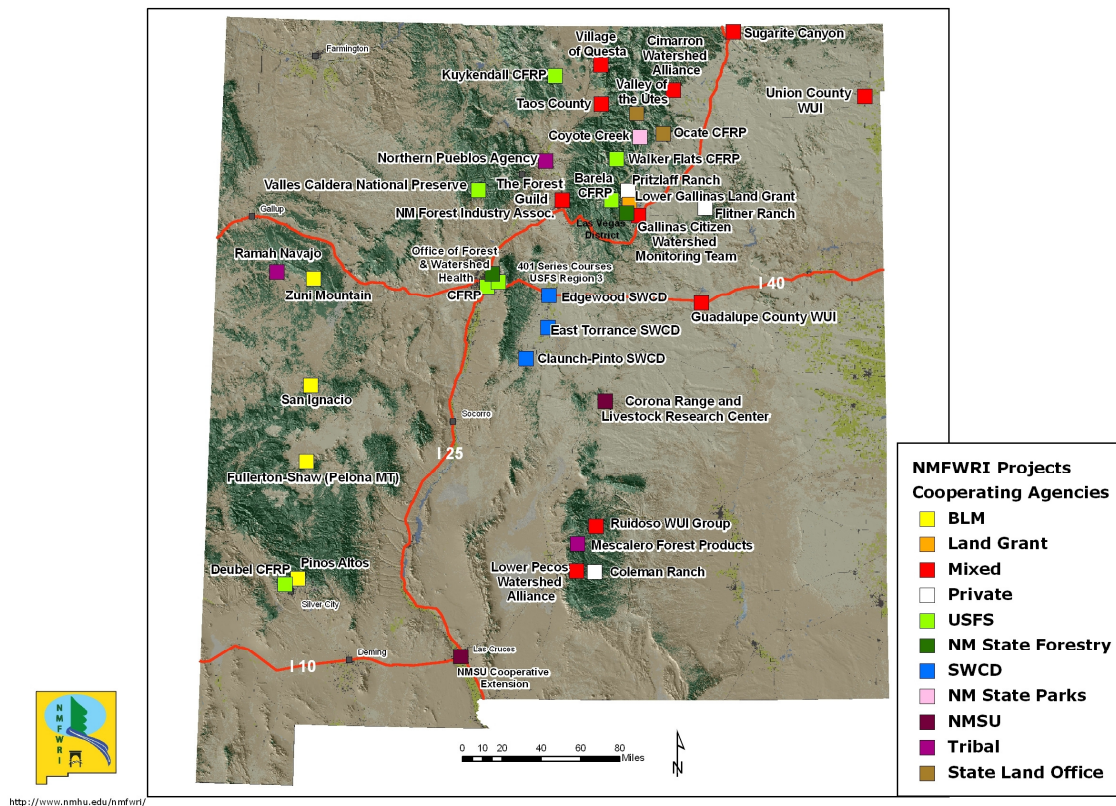 Farmington
Village
of Questa
Cimarron
Watershed
Alliance
Sugarite Canyon
Kuykendall CFRP
Valley of
the Utes
Union County
WUI
Taos County
Coyote Creek
Ocate CFRP
Northern Pueblos Agency
Walker Flats CFRP
Valles Caldera National Preserve
The Forest
Guild
Barela
CFRP
Pritzlaff Ranch
Lower Gallinas Land Grant
NM Forest Industry Assoc.
Flitner Ranch
Gallup
Las Vegas
District
Gallinas Citizen
Watershed
Monitoring Team
Ramah Navajo
Office of Forest
& Watershed
Health
401 Series Courses
USFS Region 3
I 40
Zuni Mountain
CFRP
Edgewood SWCD
Guadalupe County WUI
East Torrance SWCD
Claunch-Pinto SWCD
San Ignacio
Corona Range and
Livestock Research Center
Socorro
I 25
Fullerton-Shaw (Pelona MT)
Ruidoso WUI Group
Mescalero Forest Products
Deubel CFRP
Pinos Altos
Lower Pecos
Watershed
Alliance
Coleman Ranch
Silver City
Deming
Las Cruces
I 10
NMSU Cooperative
Extension
0 10 20 40 60 80
Miles
N
NMFWRI Projects
Cooperating Agencies
BLM
Land Grant
Mixed
Private
USFS
NM State Forestry
SWCD
NM State Parks
NMSU
Tribal
State Land Office
NMFWRI
http://www.nmhu.edu/nmfwri/